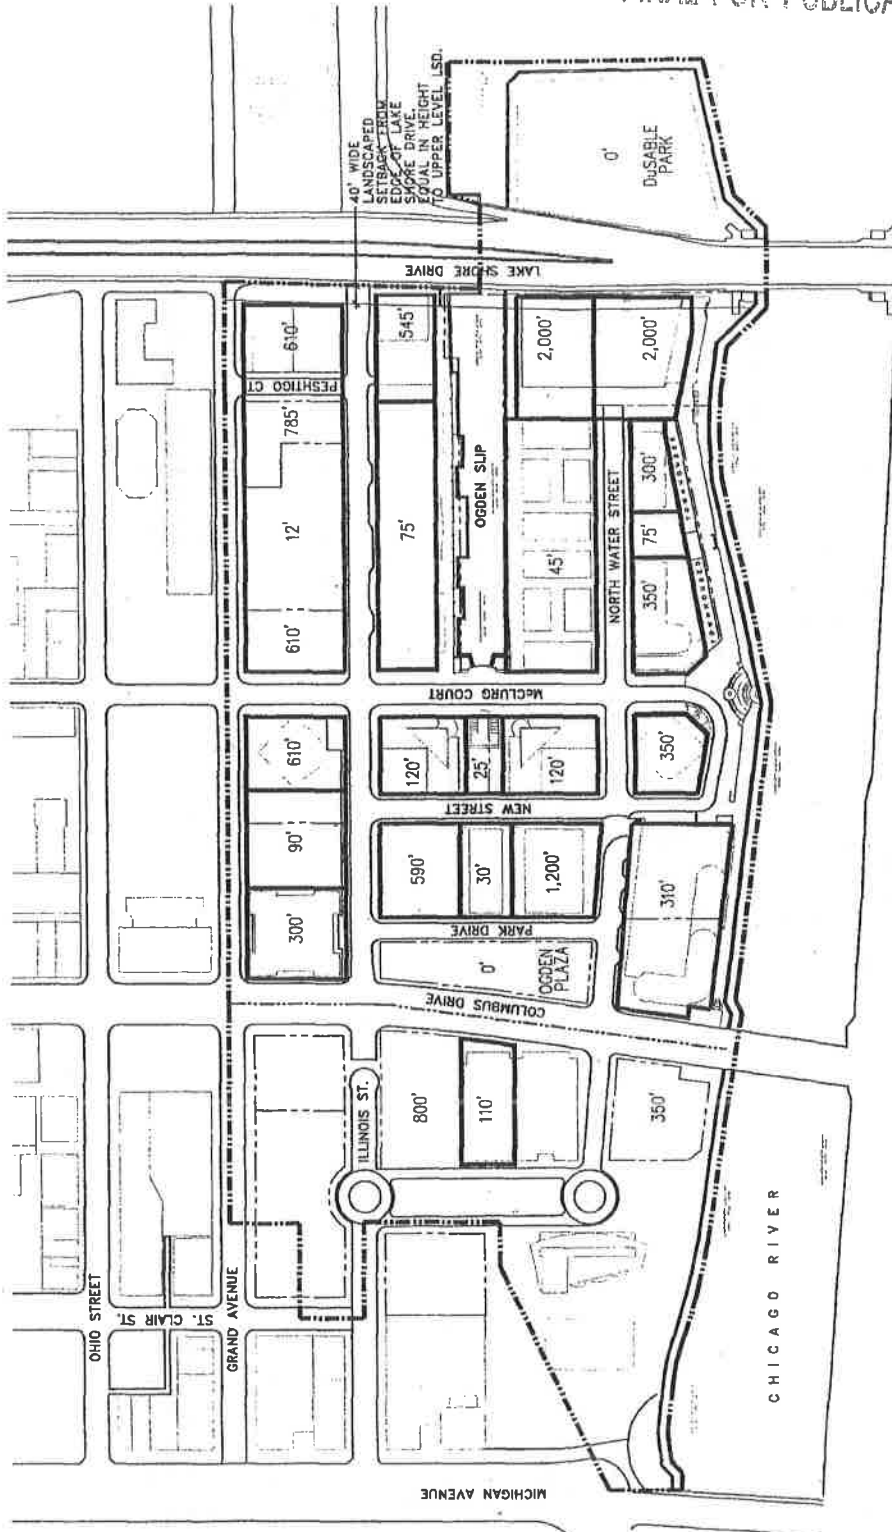 FOR PUBLICA
40' WIDE
LANDSCAPED
SETBACK FROM
EDGE OF LAKE
SHORE DRIVE.
EQUAL IN HEIGHT
TO UPPER LEVEL LSD.
0'
DuSABLE
PARK
LAKE SHORE DRIVE
610'
545'
2,000'
2,000'
PESHTIGO CT
785'
12'
75'
OGDEN SLIP
45'
NORTH WATER STREET
300'
75'
350'
610'
McCLURG COURT
610'
120'
25'
120'
350'
NEW STREET
90'
590'
30'
1,200'
310'
300'
PARK DRIVE
0'
OGDEN
PLAZA
COLUMBUS DRIVE
ILLINOIS ST.
800'
110'
350'
OHIO STREET
ST. CLAIR ST.
GRAND AVENUE
CHICAGO RIVER
MICHIGAN AVENUE